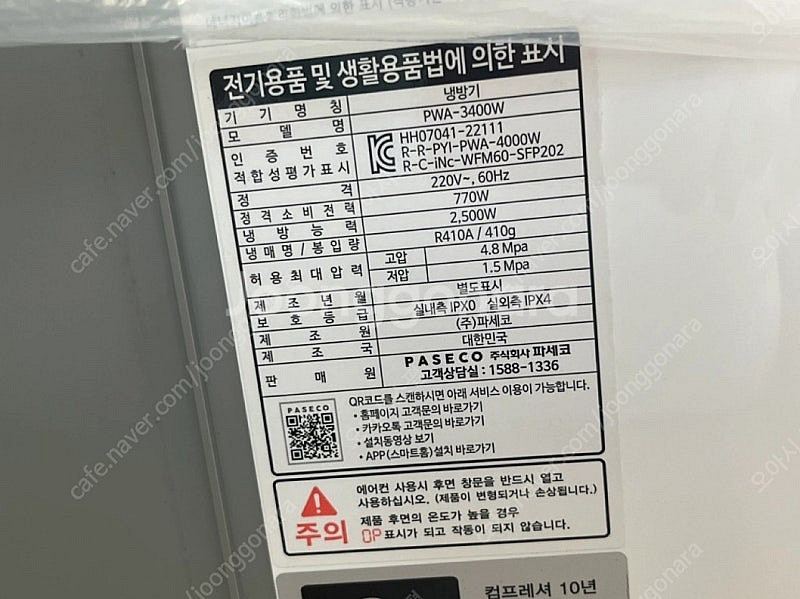 전기용품 및 생활용품법에 의한 표시
기기명칭 냉방기
모델명 PWA-3400W
인증번호 HH07041-22111
적합성평가표시 R-R-PYI-PWA-4000W
R-C-iNc-WFM60-SFP202
정격 220V~, 60Hz
정격소비전력 770W
냉방능력 2,500W
냉매명/봉입량 R410A / 410g
허용최대압력 고압 4.8 Mpa
저압 1.5 Mpa
제조년월 별도표시
보호등급 실내측 IPX0 실외측 IPX4
제조원 (주)파세코
제조국 대한민국
판매원 PASECO 주식회사 파세코
고객상담실 : 1588-1336
PASECO
QR코드를 스캔하시면 아래 서비스 이용이 가능합니다.
• 홈페이지 고객문의 바로가기
• 카카오톡 고객문의 바로가기
• 설치동영상 보기
• APP(스마트홈)설치 바로가기
주의
에어컨 사용시 후면 창문을 반드시 열고
사용하십시오. (제품이 변형되거나 손상됩니다.)
제품 후면의 온도가 높을 경우
OP 표시가 되고 작동이 되지 않습니다.
컴프레셔 10년
cafe.naver.com/joonggonara
joonggonara